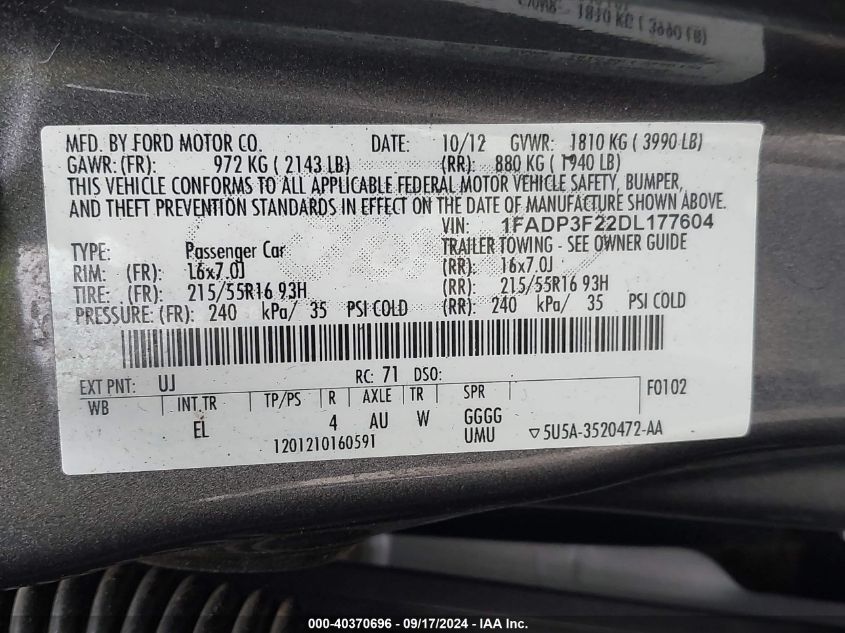 1810 KG ( 3660 LB)
MFD. BY FORD MOTOR CO. DATE: 10/12 GVWR: 1810 KG ( 3990 LB)
GAWR: (FR): 972 KG ( 2143 LB) (RR): 880 KG ( 1940 LB)
THIS VEHICLE CONFORMS TO ALL APPLICABLE FEDERAL MOTOR VEHICLE SAFETY, BUMPER,
AND THEFT PREVENTION STANDARDS IN EFFECT ON THE DATE OF MANUFACTURE SHOWN ABOVE.
VIN: 1FADP3F22DL177604
TYPE: Passenger Car TRAILER TOWING - SEE OWNER GUIDE
RIM: (FR): 16x7.0J (RR): 16x7.0J
TIRE: (FR): 215/55R16 93H (RR): 215/55R16 93H
PRESSURE: (FR): 240 kPa/ 35 PSI COLD (RR): 240 kPa/ 35 PSI COLD
EXT PNT: UJ RC: 71 DSO:
WB INT TR TP/PS R AXLE TR SPR F0102
EL 4 AU W GGGG
UMU
1201210160591 ▽5U5A-3520472-AA
000-40370696 - 09/17/2024 - IAA Inc.